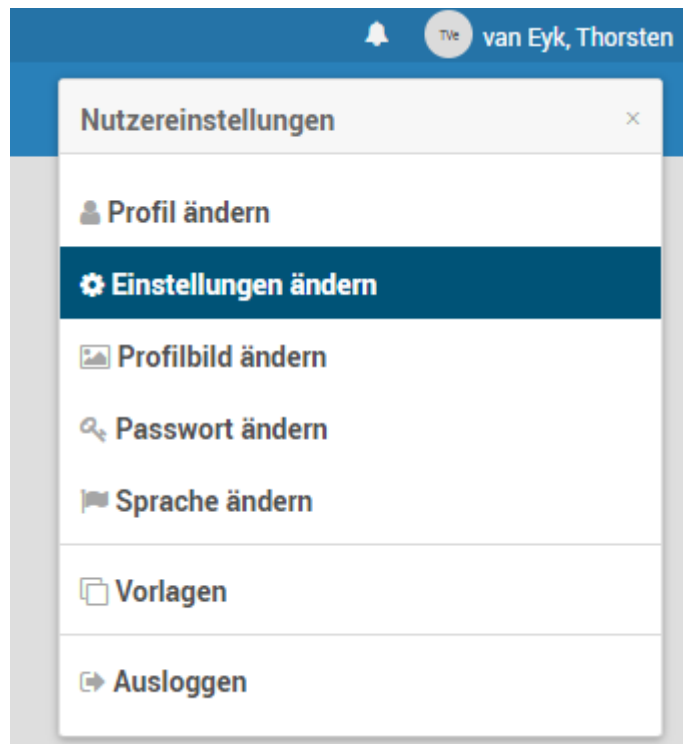 TVe van Eyk, Thorsten
Nutzereinstellungen ×
Profil ändern
Einstellungen ändern
Profilbild ändern
Passwort ändern
Sprache ändern
Vorlagen
Ausloggen